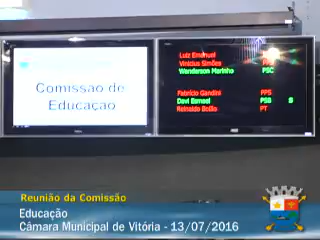 Comissão de
Educação
Luiz Emanuel
Vinícius Simões PPS
Wanderson Marinho PSC
Fabrício Gandini PPS
Davi Esmael PSB S
Reinaldo Bolão PT
Reunião da Comissão
Educação
Câmara Municipal de Vitória - 13/07/2016